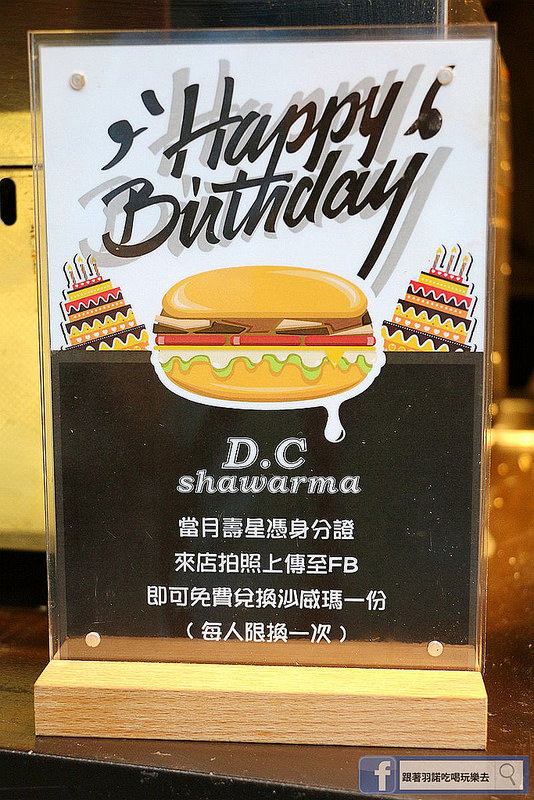 Happy
Birthday
D.C
shawarma
當月壽星憑身分證
來店拍照上傳至FB
即可免費兌換沙威瑪一份
(每人限換一次)
f 跟著羽諾吃喝玩樂去